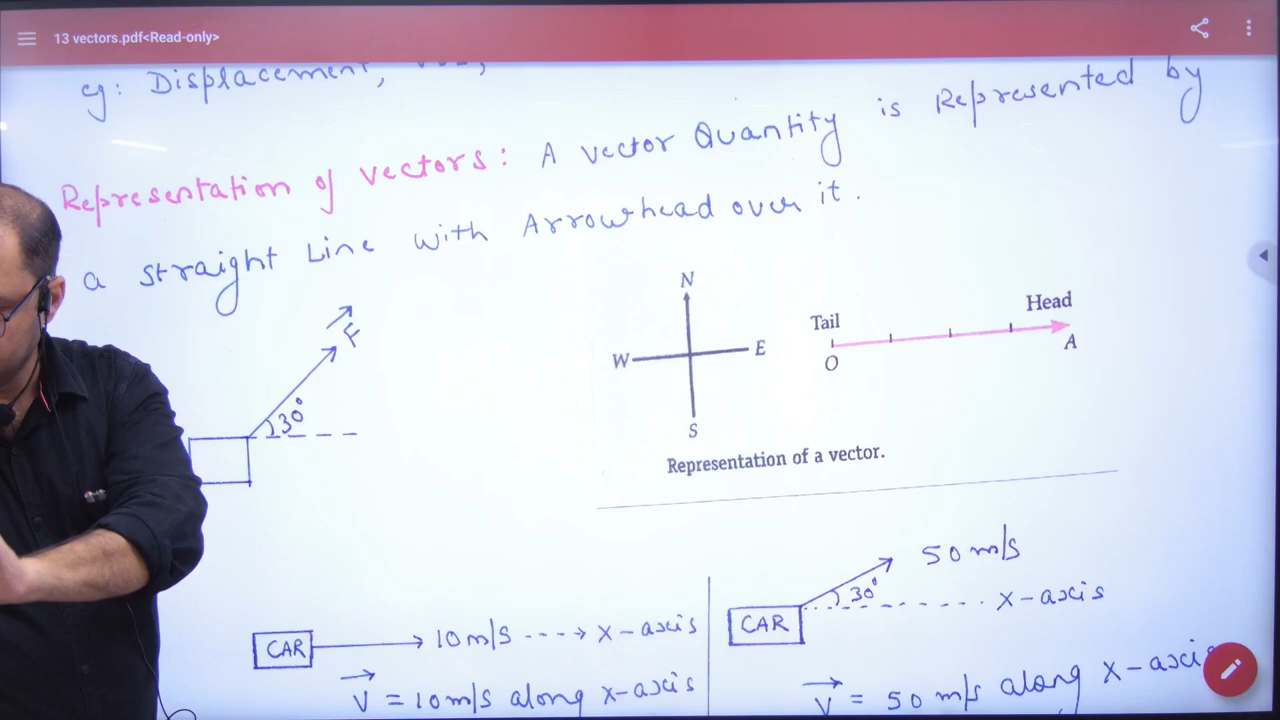 13 vectors.pdf<Read-only>
eg: Displacement,
Representation of vectors: A vector Quantity is Represented by
a straight Line with Arrowhead over it.
F
30°
N
W
E
S
Tail
Head
O
A
Representation of a vector.
CAR
10 m/s ----> X-axis
V = 10 m/s along x-axis
50 m/s
30°
CAR
X-axis
V = 50 m/s along X-axis